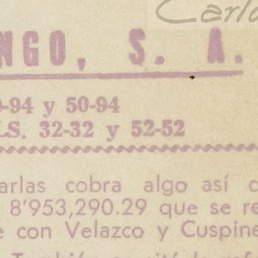 Carlo
NGO, S. A.
0-94 y 50-94
LS. 32-32 y 52-52
arlas cobra algo así
8'953,290.29 que se re
e con Velazco y Cuspine